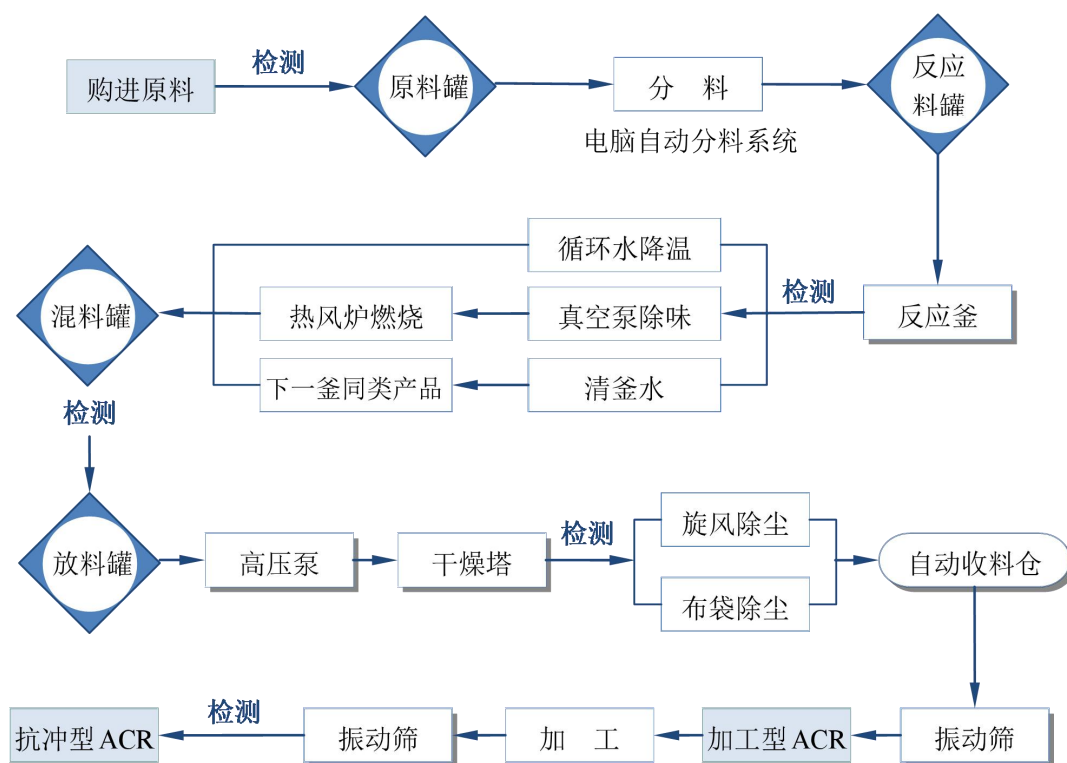 购进原料
检测
原料罐
分 料
电脑自动分料系统
反应
料罐
循环水降温
混料罐
热风炉燃烧
真空泵除味
检测
反应釜
下一釜同类产品
清釜水
检测
放料罐
高压泵
干燥塔
检测
旋风除尘
布袋除尘
自动收料仓
抗冲型 ACR
检测
振动筛
加 工
加工型 ACR
振动筛